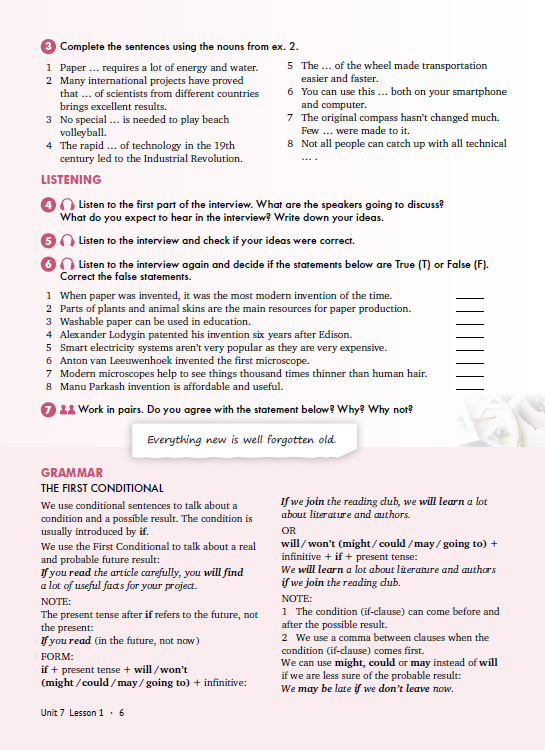 3 Complete the sentences using the nouns from ex. 2.
1 Paper … requires a lot of energy and water.
2 Many international projects have proved
that … of scientists from different countries
brings excellent results.
3 No special … is needed to play beach
volleyball.
4 The rapid … of technology in the 19th
century led to the Industrial Revolution.
5 The … of the wheel made transportation
easier and faster.
6 You can use this … both on your smartphone
and computer.
7 The original compass hasn't changed much.
Few … were made to it.
8 Not all people can catch up with all technical
… .
LISTENING
4 Listen to the first part of the interview. What are the speakers going to discuss?
What do you expect to hear in the interview? Write down your ideas.
5 Listen to the interview and check if your ideas were correct.
6 Listen to the interview again and decide if the statements below are True (T) or False (F).
Correct the false statements.
1 When paper was invented, it was the most modern invention of the time.
2 Parts of plants and animal skins are the main resources for paper production.
3 Washable paper can be used in education.
4 Alexander Lodygin patented his invention six years after Edison.
5 Smart electricity systems aren't very popular as they are very expensive.
6 Anton van Leeuwenhoek invented the first microscope.
7 Modern microscopes help to see things thousand times thinner than human hair.
8 Manu Parkash invention is affordable and useful.
7 Work in pairs. Do you agree with the statement below? Why? Why not?
Everything new is well forgotten old.
GRAMMAR
THE FIRST CONDITIONAL
We use conditional sentences to talk about a
condition and a possible result. The condition is
usually introduced by if.
We use the First Conditional to talk about a real
and probable future result:
If you read the article carefully, you will find
a lot of useful facts for your project.
NOTE:
The present tense after if refers to the future, not
the present:
If you read (in the future, not now)
FORM:
if + present tense + will/won't
(might/could/may/going to) + infinitive:
If we join the reading club, we will learn a lot
about literature and authors.
OR
will/won't (might/could/may/going to) +
infinitive + if + present tense:
We will learn a lot about literature and authors
if we join the reading club.
NOTE:
1 The condition (if-clause) can come before and
after the possible result.
2 We use a comma between clauses when the
condition (if-clause) comes first.
We can use might, could or may instead of will
if we are less sure of the probable result:
We may be late if we don't leave now.
Unit 7 Lesson 1 · 6